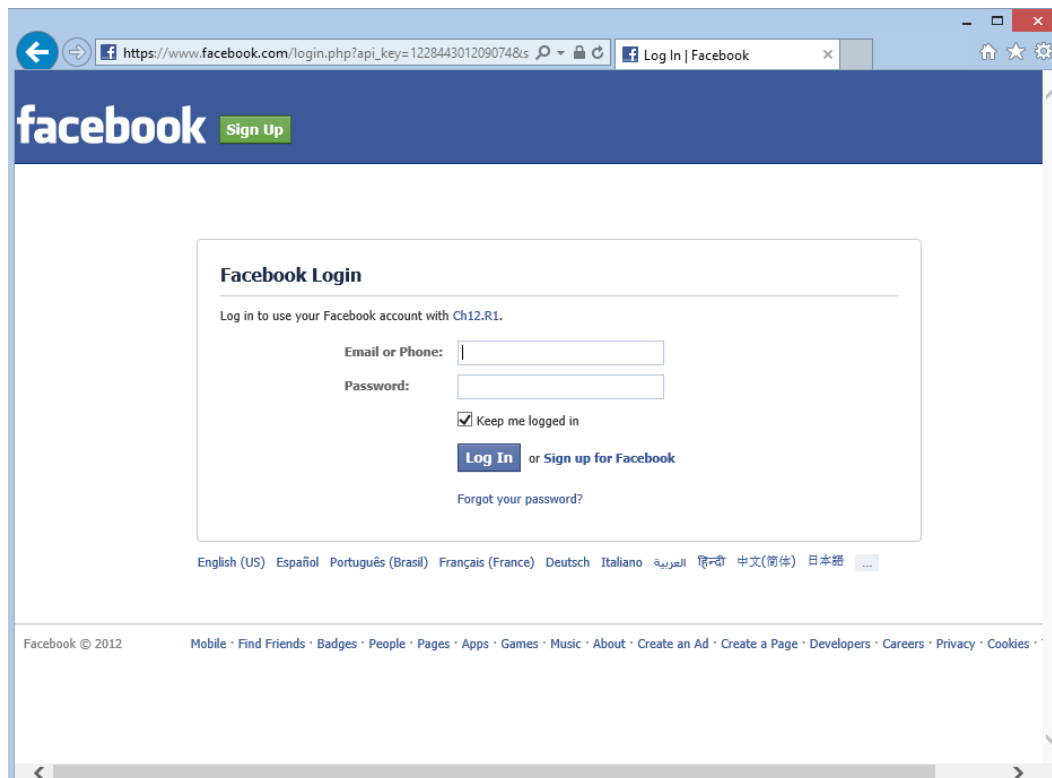 https://www.facebook.com/login.php?api_key=122844301209074&s
Log In | Facebook
facebook Sign Up
Facebook Login
Log in to use your Facebook account with Ch12.R1.
Email or Phone:
Password:
Keep me logged in
Log In or Sign up for Facebook
Forgot your password?
English (US) Español Português (Brasil) Français (France) Deutsch Italiano العربية हिन्दी 中文(简体) 日本語 ...
Facebook © 2012 Mobile · Find Friends · Badges · People · Pages · Apps · Games · Music · About · Create an Ad · Create a Page · Developers · Careers · Privacy · Cookies ·